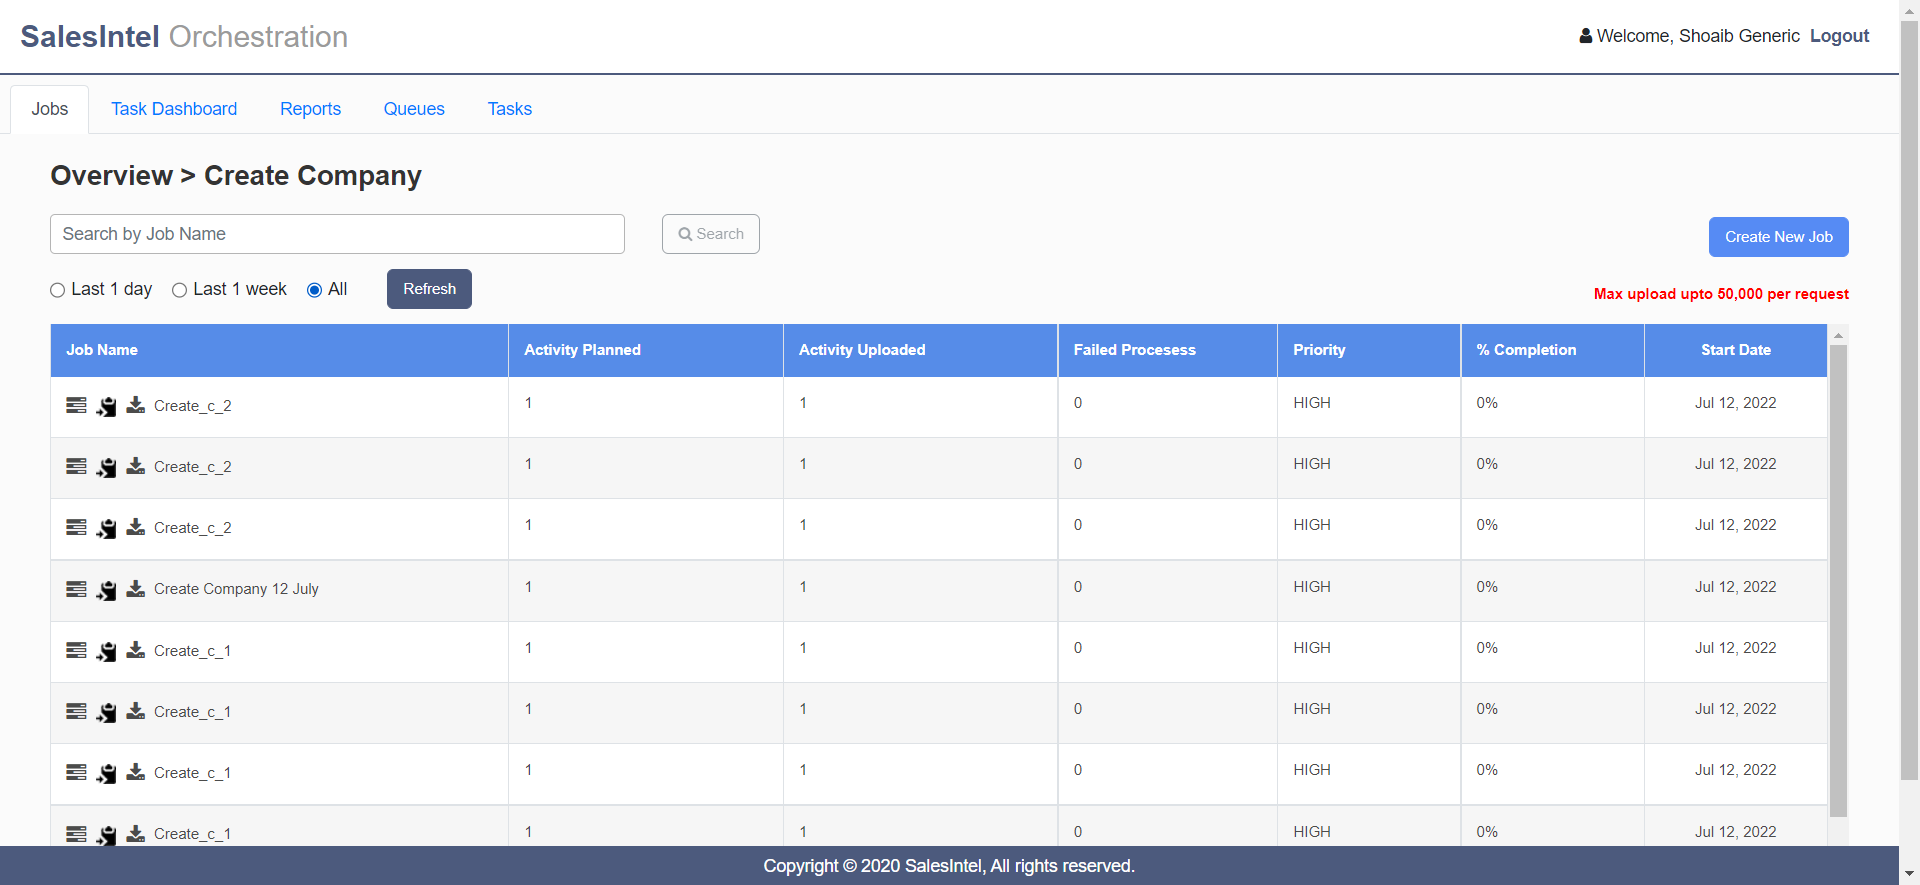 SalesIntel Orchestration
Welcome, Shoaib Generic Logout
Jobs Task Dashboard Reports Queues Tasks
Overview > Create Company
Search by Job Name Search
Create New Job
Last 1 day Last 1 week All Refresh
Max upload upto 50,000 per request
Job Name Activity Planned Activity Uploaded Failed Procesess Priority % Completion Start Date
Create_c_2 1 1 0 HIGH 0% Jul 12, 2022
Create_c_2 1 1 0 HIGH 0% Jul 12, 2022
Create_c_2 1 1 0 HIGH 0% Jul 12, 2022
Create Company 12 July 1 1 0 HIGH 0% Jul 12, 2022
Create_c_1 1 1 0 HIGH 0% Jul 12, 2022
Create_c_1 1 1 0 HIGH 0% Jul 12, 2022
Create_c_1 1 1 0 HIGH 0% Jul 12, 2022
Create_c_1 1 1 0 HIGH 0% Jul 12, 2022
Copyright © 2020 SalesIntel, All rights reserved.